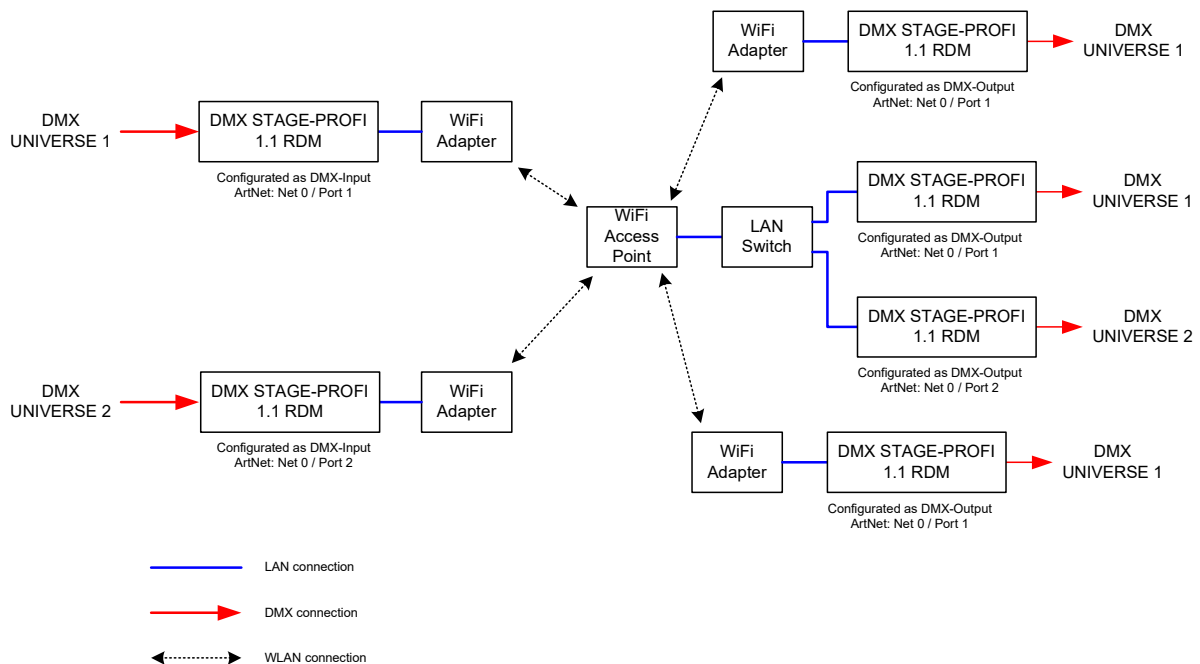 DMX
UNIVERSE 1
DMX STAGE-PROFI
1.1 RDM
Configurated as DMX-Input
ArtNet: Net 0 / Port 1
WiFi
Adapter
DMX
UNIVERSE 2
DMX STAGE-PROFI
1.1 RDM
Configurated as DMX-Input
ArtNet: Net 0 / Port 2
WiFi
Adapter
WiFi
Access
Point
LAN
Switch
WiFi
Adapter
DMX STAGE-PROFI
1.1 RDM
Configurated as DMX-Output
ArtNet: Net 0 / Port 1
DMX
UNIVERSE 1
DMX STAGE-PROFI
1.1 RDM
Configurated as DMX-Output
ArtNet: Net 0 / Port 1
DMX
UNIVERSE 1
DMX STAGE-PROFI
1.1 RDM
Configurated as DMX-Output
ArtNet: Net 0 / Port 2
DMX
UNIVERSE 2
WiFi
Adapter
DMX STAGE-PROFI
1.1 RDM
Configurated as DMX-Output
ArtNet: Net 0 / Port 1
DMX
UNIVERSE 1
LAN connection
DMX connection
WLAN connection